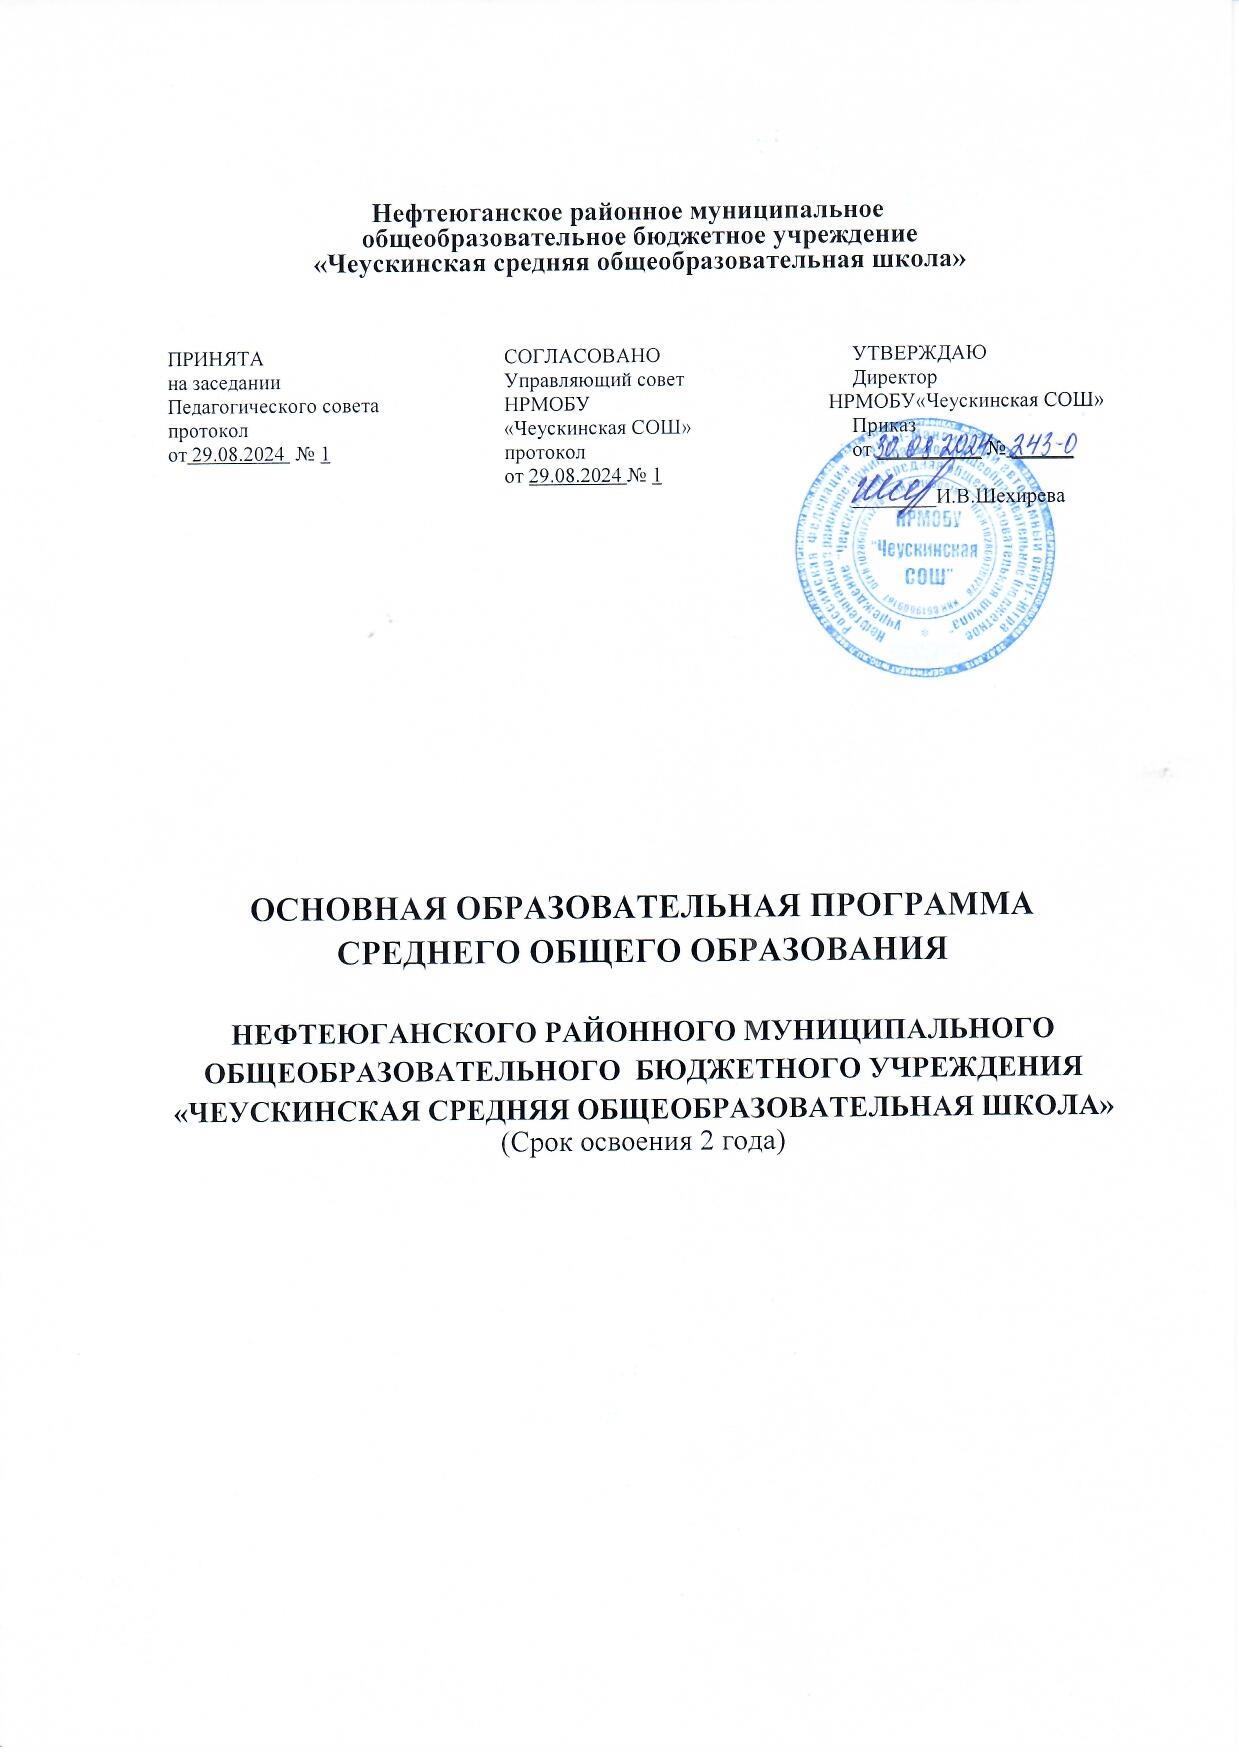 Нефтеюганское районное муниципальное
общеобразовательное бюджетное учреждение
«Чеускинская средняя общеобразовательная школа»
ПРИНЯТА
на заседании
Педагогического совета
протокол
от 29.08.2024 № 1
СОГЛАСОВАНО
Управляющий совет
НРМОБУ
«Чеускинская СОШ»
протокол
от 29.08.2024 № 1
УТВЕРЖДАЮ
Директор
НРМОБУ«Чеускинская СОШ»
Приказ
от 30.08.2024 № 243-О
И.В.Шехирева
НРМОБУ
"Чеускинская
СОШ"
ОСНОВНАЯ ОБРАЗОВАТЕЛЬНАЯ ПРОГРАММА
СРЕДНЕГО ОБЩЕГО ОБРАЗОВАНИЯ
НЕФТЕЮГАНСКОГО РАЙОННОГО МУНИЦИПАЛЬНОГО
ОБЩЕОБРАЗОВАТЕЛЬНОГО БЮДЖЕТНОГО УЧРЕЖДЕНИЯ
«ЧЕУСКИНСКАЯ СРЕДНЯЯ ОБЩЕОБРАЗОВАТЕЛЬНАЯ ШКОЛА»
(Срок освоения 2 года)